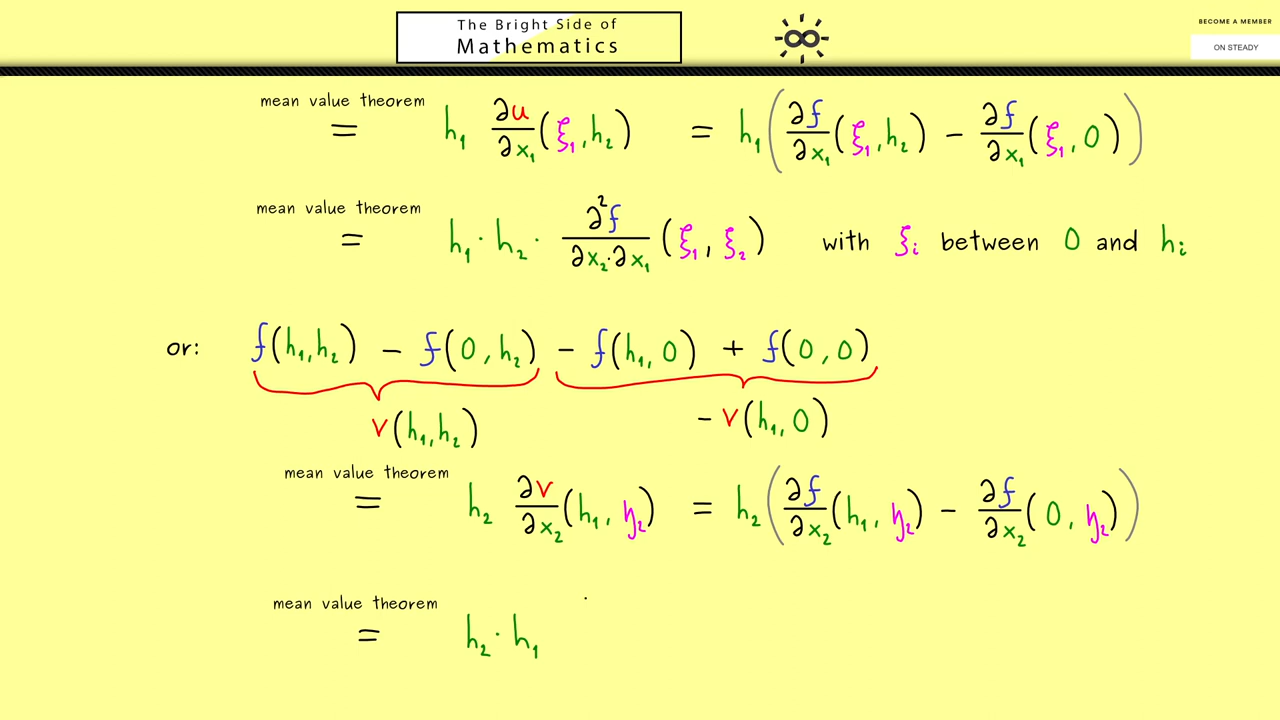 The Bright Side of
Mathematics
BECOME A MEMBER
ON STEADY
mean value theorem
= h₁ ∂u/∂x₁(ξ₁, h₂) = h₁(∂f/∂x₁(ξ₁, h₂) − ∂f/∂x₁(ξ₁, 0))
mean value theorem
= h₁ · h₂ · ∂²f/∂x₂·∂x₁(ξ₁, ξ₂) with ξᵢ between 0 and hᵢ
or: f(h₁, h₂) − f(0, h₂) − f(h₁, 0) + f(0, 0)
v(h₁, h₂) − v(h₁, 0)
mean value theorem
= h₂ ∂v/∂x₂(h₁, η₂) = h₂(∂f/∂x₂(h₁, η₂) − ∂f/∂x₂(0, η₂))
mean value theorem
= h₂ · h₁